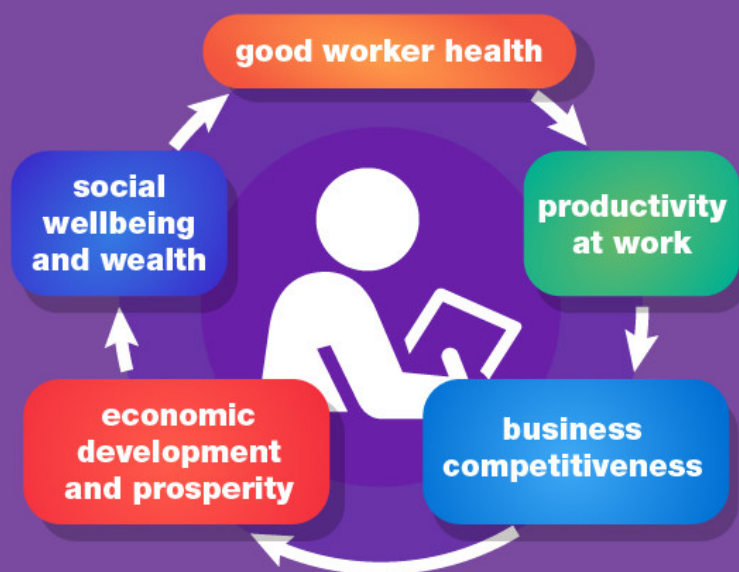 good worker health
productivity
at work
business
competitiveness
economic
development
and prosperity
social
wellbeing
and wealth